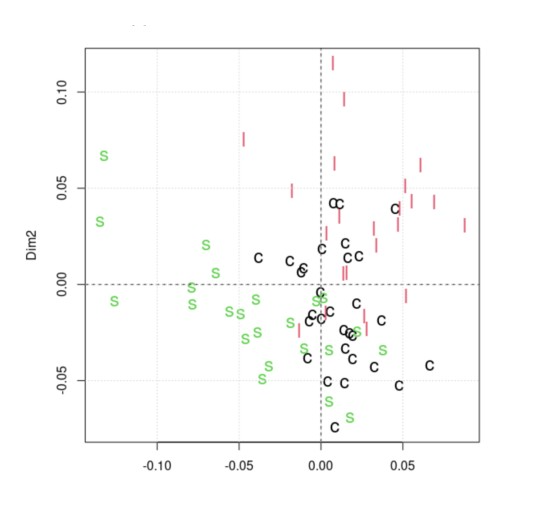 Dim2
0.10
0.05
0.00
-0.05
-0.10 -0.05 0.00 0.05
I
I
I
S
I
I
I
I
C C I I I
S I C I I I
I
S C C I
C C C C C
S C C I I
S C I
S S S S S C
S S C C I
S C C C
S I C C S I
S S C
S C S C S
S C C C
S C C C
S
S
C